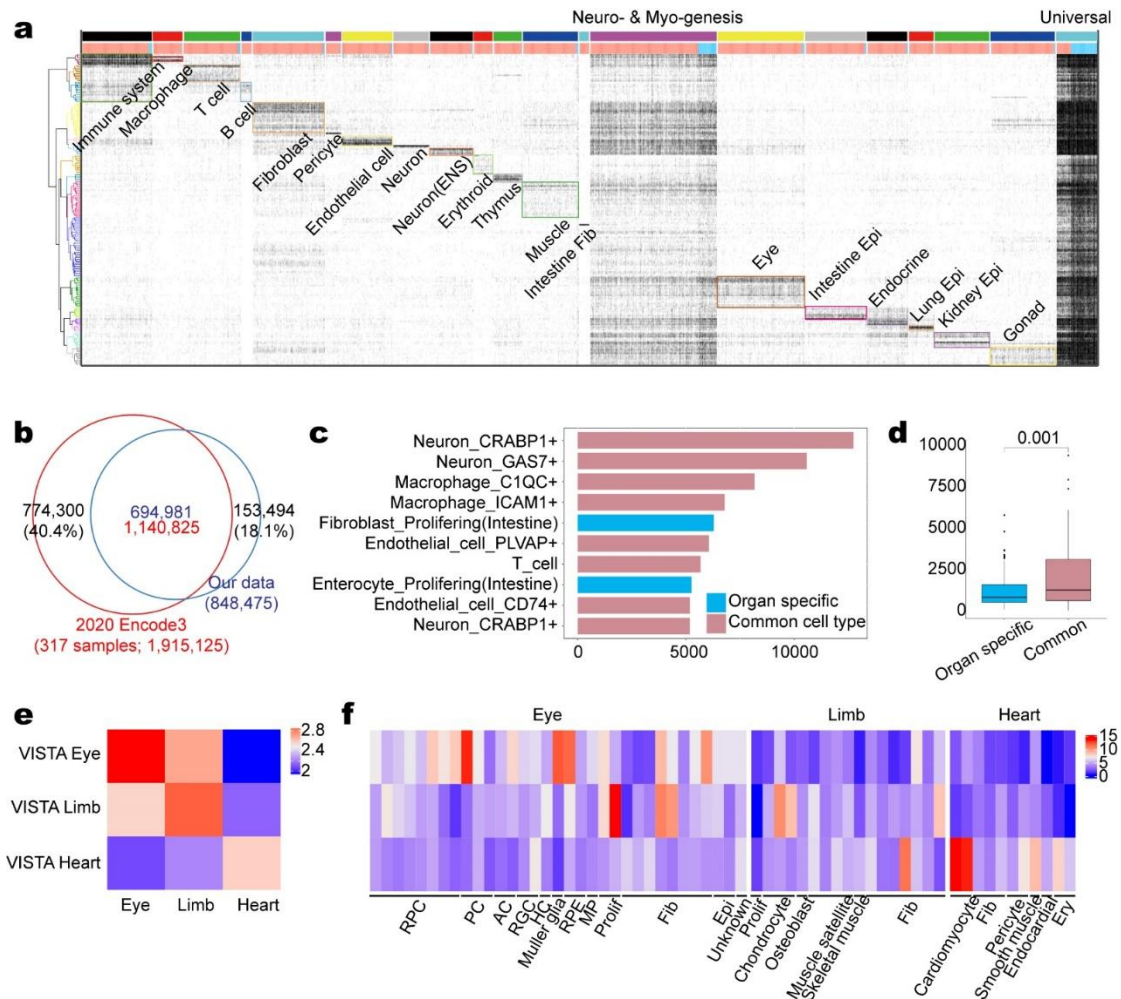 Neuro- & Myo-genesis
Universal
a
Immune system
Macrophage
T cell
B cell
Fibroblast
Pericyte
Endothelial cell
Neuron
Neuron(ENS)
Erythroid
Thymus
Muscle
Intestine Fib
Eye
Intestine Epi
Endocrine
Lung Epi
Kidney Epi
Gonad
b
774,300
(40.4%)
694,981
1,140,825
153,494
(18.1%)
Our data
(848,475)
2020 Encode3
(317 samples; 1,915,125)
c
Neuron_CRABP1+
Neuron_GAS7+
Macrophage_C1QC+
Macrophage_ICAM1+
Fibroblast_Prolifering(Intestine)
Endothelial_cell_PLVAP+
T_cell
Enterocyte_Prolifering(Intestine)
Endothelial_cell_CD74+
Neuron_CRABP1+
Organ specific
Common cell type
0 5000 10000
d
0.001
10000
7500
5000
2500
0
Organ specific
Common
e
VISTA Eye
VISTA Limb
VISTA Heart
Eye Limb Heart
2.8
2.4
2
f
Eye Limb Heart
15
10
5
0
RPC
PC
AC
RGC
HC
Muller glia
RPE
MP
Prolif
Fib
Epi
Unknown
Prolif
Chondrocyte
Osteoblast
Muscle satellite
Skeletal muscle
Fib
Cardiomyocyte
Fib
Pericyte
Smooth muscle
Endocardial
Ery